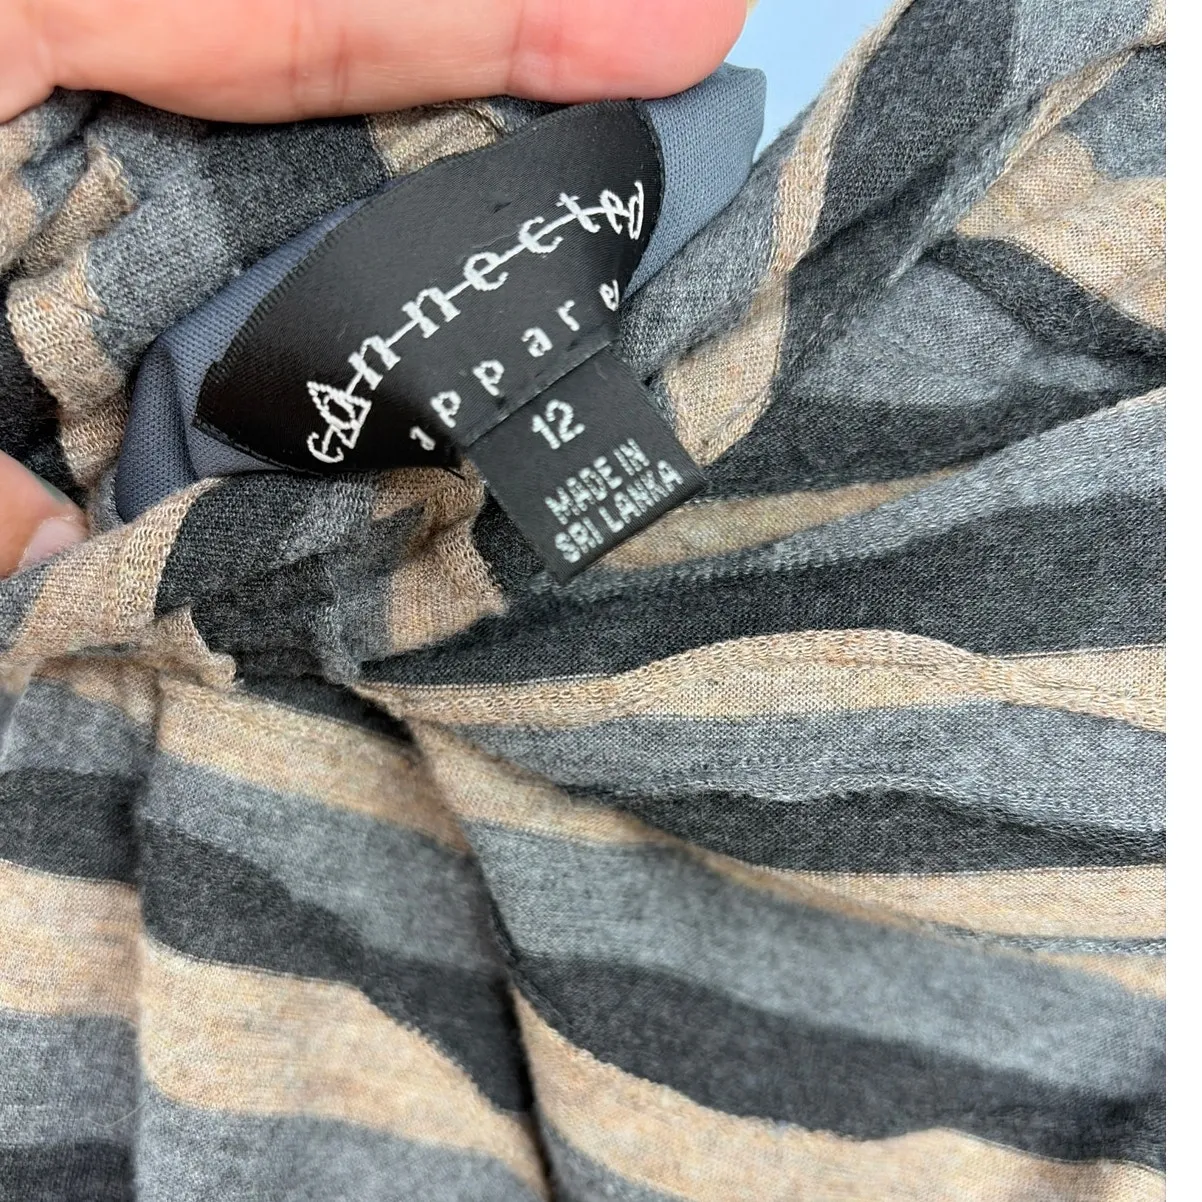 connected
apparel
12
MADE IN
SRI LANKA